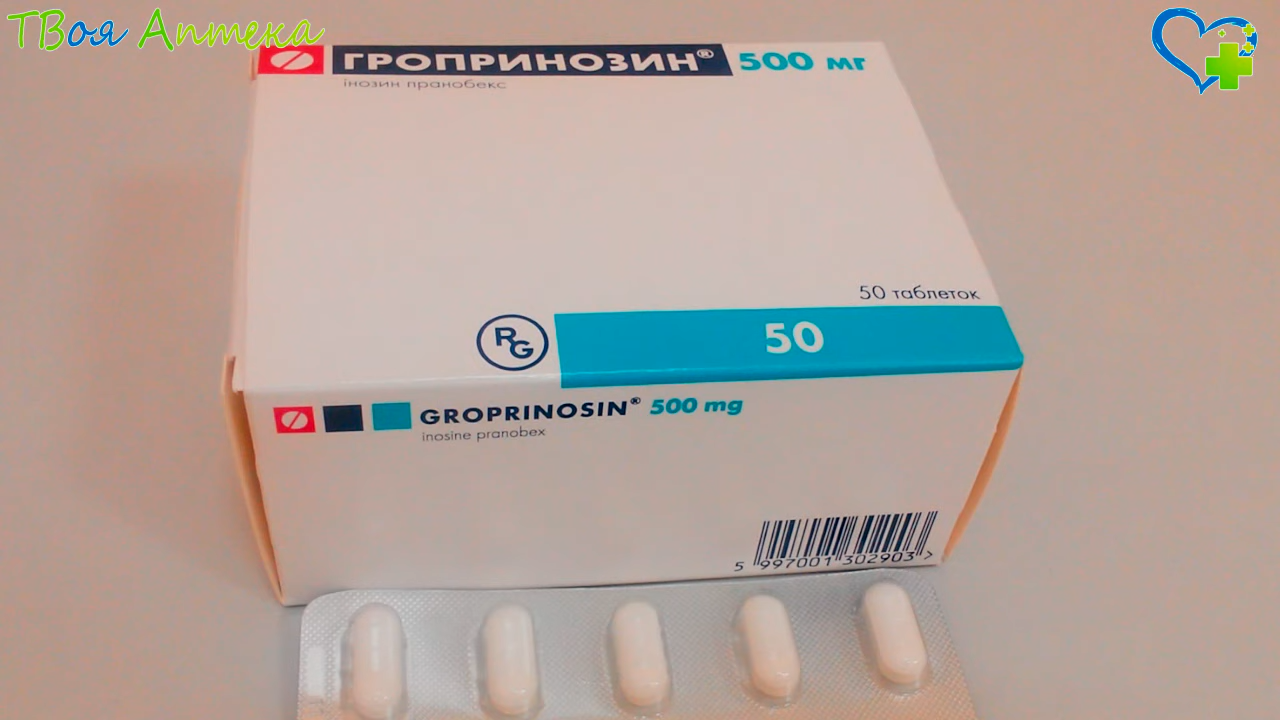 ТВоя Аптека
ГРОПРИНОЗИН® 500 мг
інозин пранобекс
50 таблеток
RG
50
GROPRINOSIN® 500 mg
inosine pranobex
5 997001 302903 >